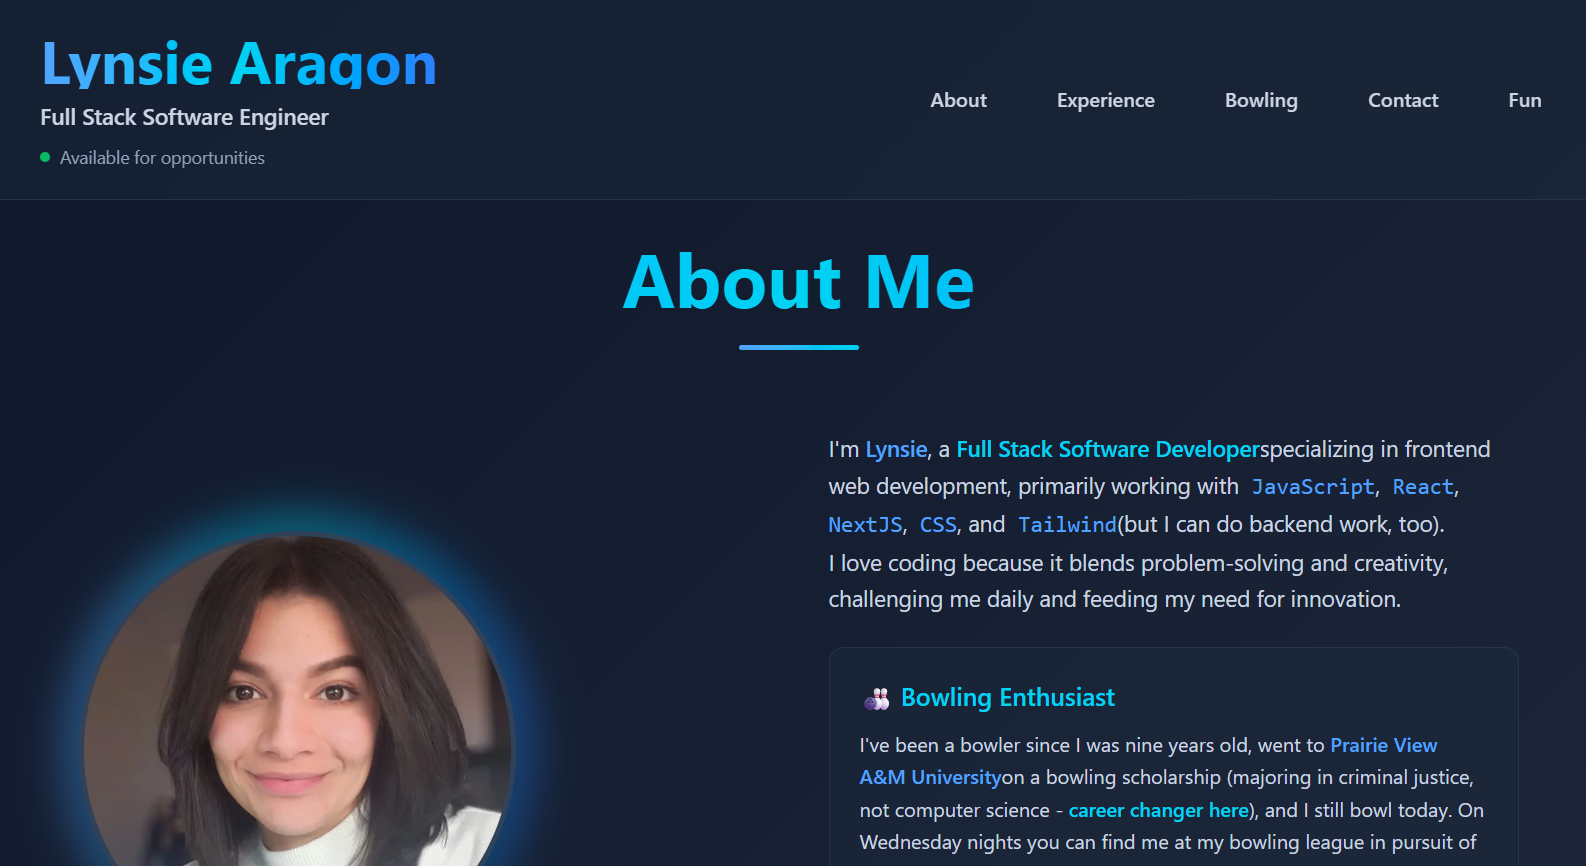 Lynsie Aragon
Full Stack Software Engineer
Available for opportunities
About
Experience
Bowling
Contact
Fun
About Me
I'm Lynsie, a Full Stack Software Developerspecializing in frontend
web development, primarily working with JavaScript, React,
NextJS, CSS, and Tailwind(but I can do backend work, too).
I love coding because it blends problem-solving and creativity,
challenging me daily and feeding my need for innovation.
Bowling Enthusiast
I've been a bowler since I was nine years old, went to Prairie View
A&M Universityon a bowling scholarship (majoring in criminal justice,
not computer science - career changer here), and I still bowl today. On
Wednesday nights you can find me at my bowling league in pursuit of